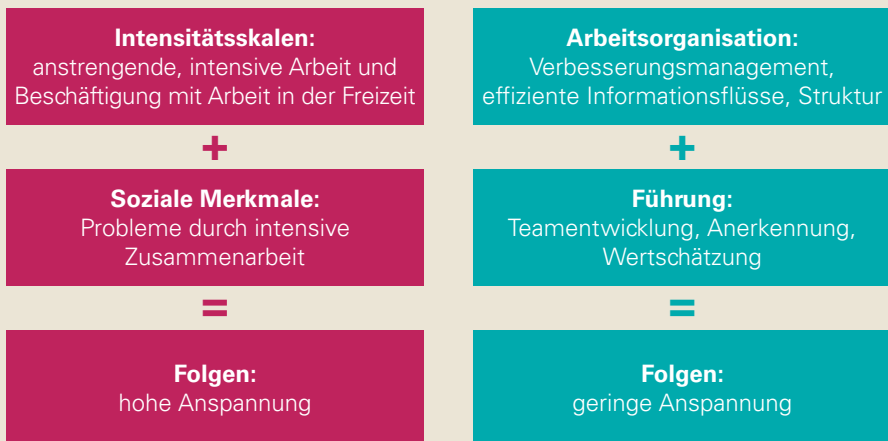 Intensitätsskalen:
anstrengende, intensive Arbeit und
Beschäftigung mit Arbeit in der Freizeit
+
Soziale Merkmale:
Probleme durch intensive
Zusammenarbeit
=
Folgen:
hohe Anspannung
Arbeitsorganisation:
Verbesserungsmanagement,
effiziente Informationsflüsse, Struktur
+
Führung:
Teamentwicklung, Anerkennung,
Wertschätzung
=
Folgen:
geringe Anspannung